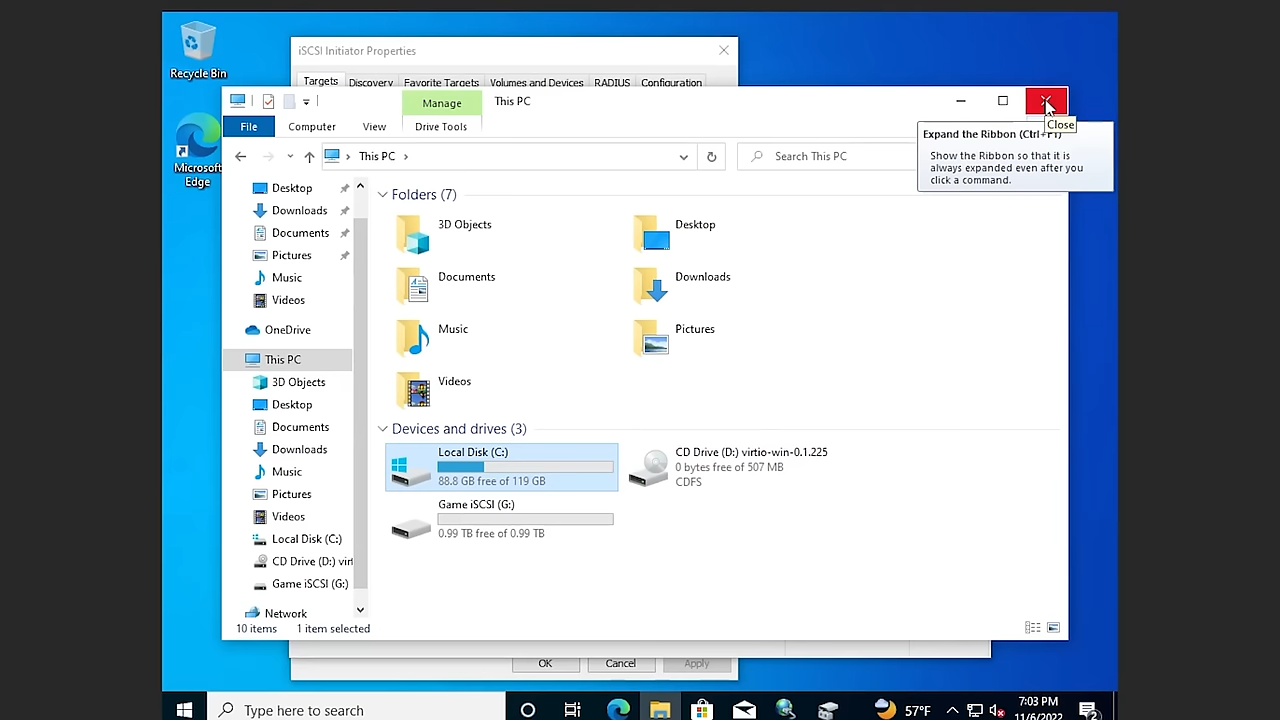 Recycle Bin
Microsoft
Edge
iSCSI Initiator Properties
Targets Discovery Favorite Targets Volumes and Devices RADIUS Configuration
Manage
This PC
File Computer View Drive Tools
Close
Expand the Ribbon (Ctrl+F1)
Show the Ribbon so that it is
always expanded even after you
click a command.
This PC
Search This PC
Desktop
Downloads
Documents
Pictures
Music
Videos
OneDrive
This PC
3D Objects
Desktop
Documents
Downloads
Music
Pictures
Videos
Local Disk (C:)
CD Drive (D:) virt
Game iSCSI (G:)
Network
Folders (7)
3D Objects
Desktop
Documents
Downloads
Music
Pictures
Videos
Devices and drives (3)
Local Disk (C:)
88.8 GB free of 119 GB
CD Drive (D:) virtio-win-0.1.225
0 bytes free of 507 MB
CDFS
Game iSCSI (G:)
0.99 TB free of 0.99 TB
10 items 1 item selected
OK Cancel Apply
Type here to search
57°F
7:03 PM
11/6/2022
2